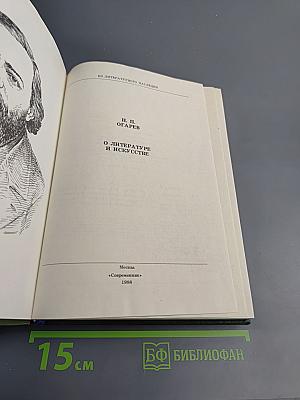 ИЗ ЛИТЕРАТУРНОГО НАСЛЕДИЯ
Н. П.
ОГАРЕВ
О ЛИТЕРАТУРЕ
И ИСКУССТВЕ
Москва
«Современник»
1988
15 см
БФ БИБЛИОФАН